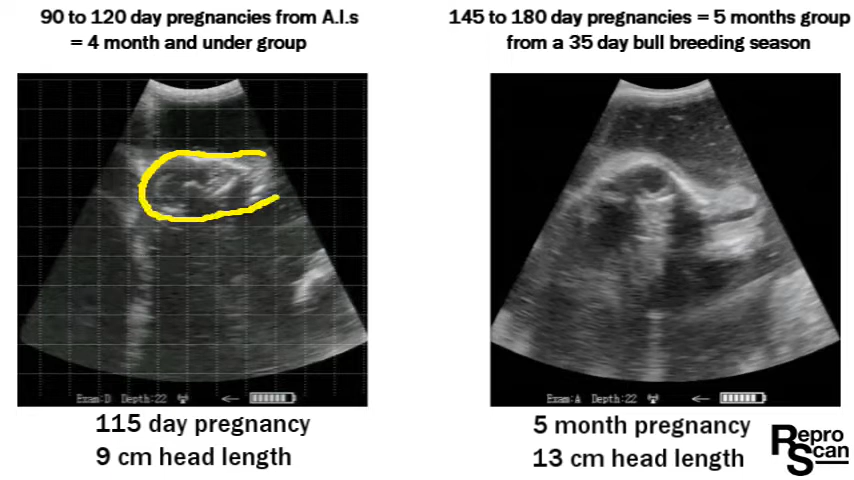 90 to 120 day pregnancies from A.I.s
= 4 month and under group
145 to 180 day pregnancies = 5 months group
from a 35 day bull breeding season
Exam:D Depth:22
Exam:A Depth:22
115 day pregnancy
9 cm head length
5 month pregnancy
13 cm head length
Repro
Scan